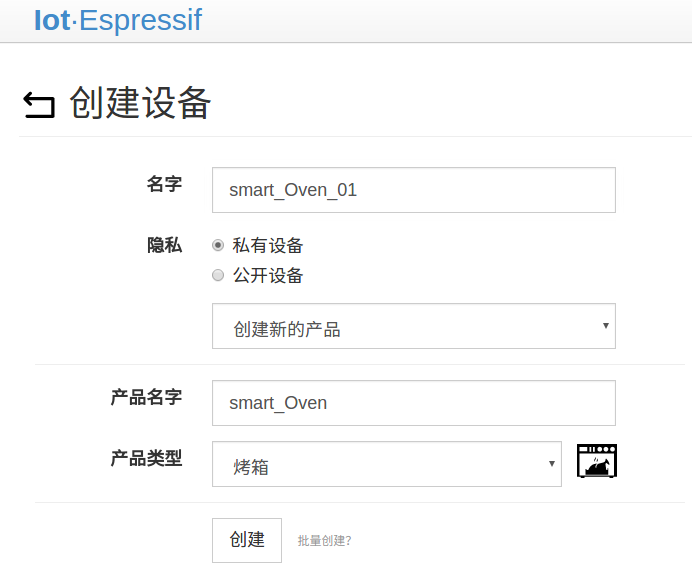 Iot·Espressif
创建设备
名字 smart_Oven_01
隐私 私有设备
公开设备
创建新的产品
产品名字 smart_Oven
产品类型 烤箱
创建 批量创建?